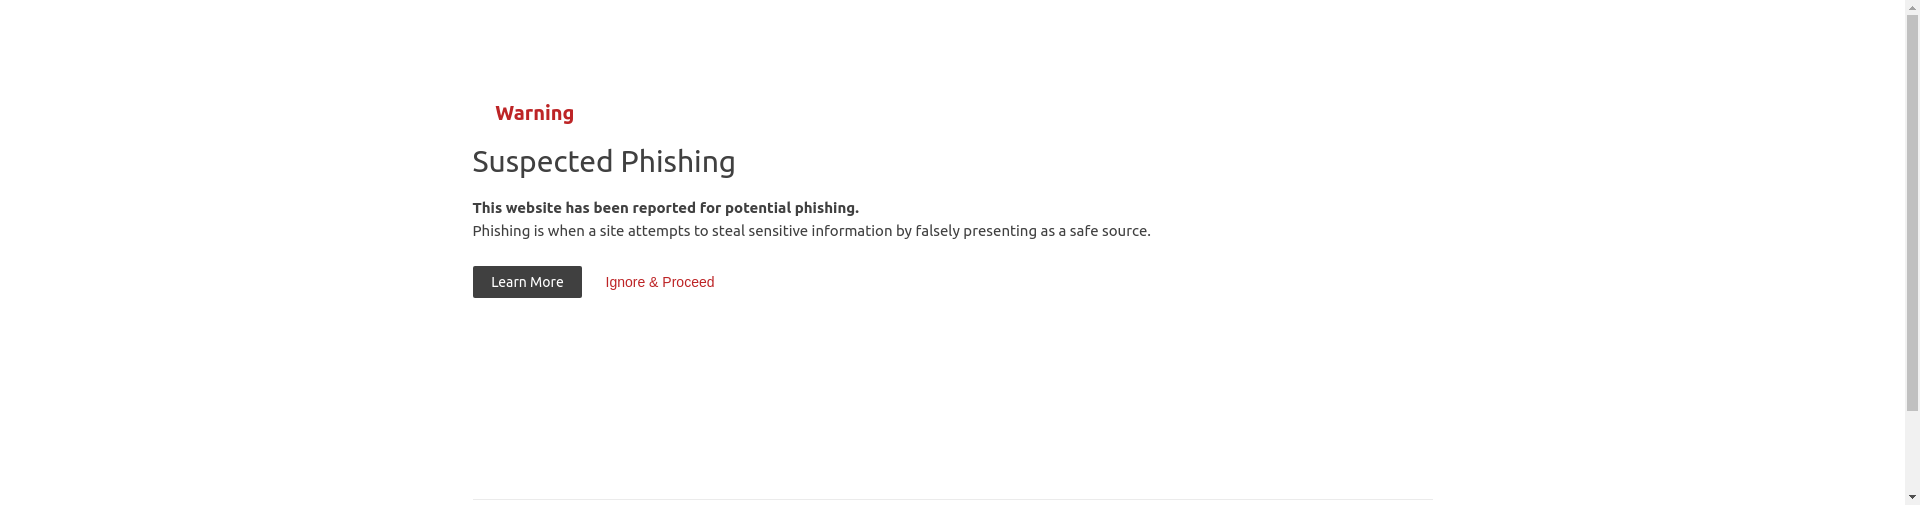 Warning
Suspected Phishing
This website has been reported for potential phishing.
Phishing is when a site attempts to steal sensitive information by falsely presenting as a safe source.
Learn More
Ignore & Proceed